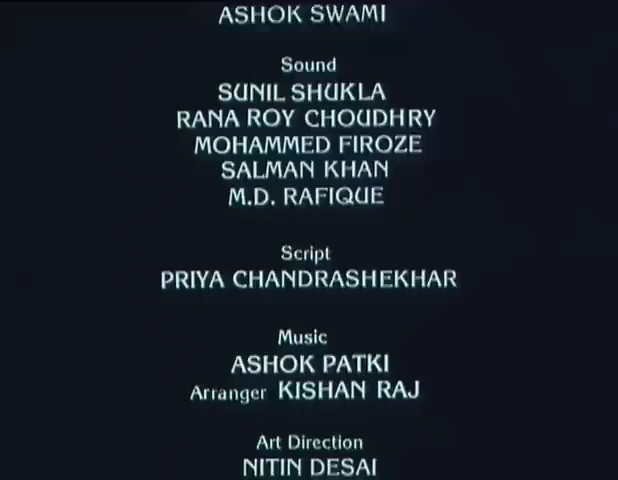 ASHOK SWAMI
Sound
SUNIL SHUKLA
RANA ROY CHOUDHRY
MOHAMMED FIROZE
SALMAN KHAN
M.D. RAFIQUE
Script
PRIYA CHANDRASHEKHAR
Music
ASHOK PATKI
Arranger KISHAN RAJ
Art Direction
NITIN DESAI